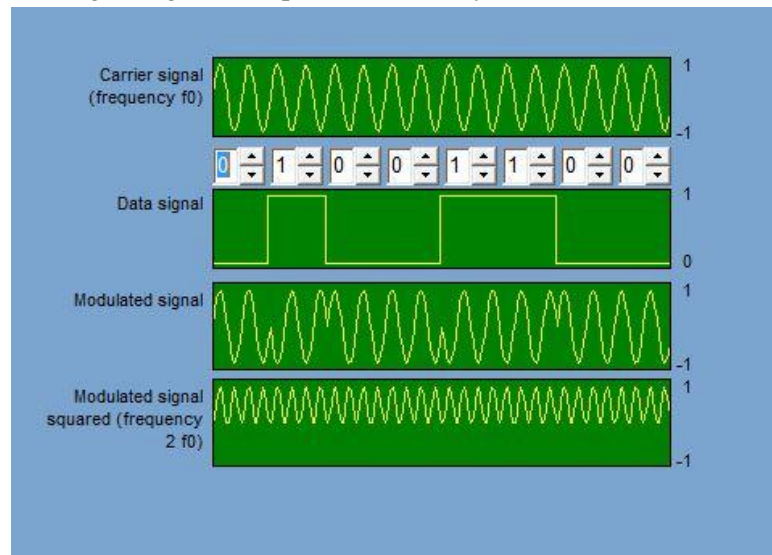 Carrier signal
(frequency f0)
1
-1
0 1 0 0 1 1 0 0
Data signal
1
0
Modulated signal
1
-1
Modulated signal
squared (frequency
2 f0)
1
-1